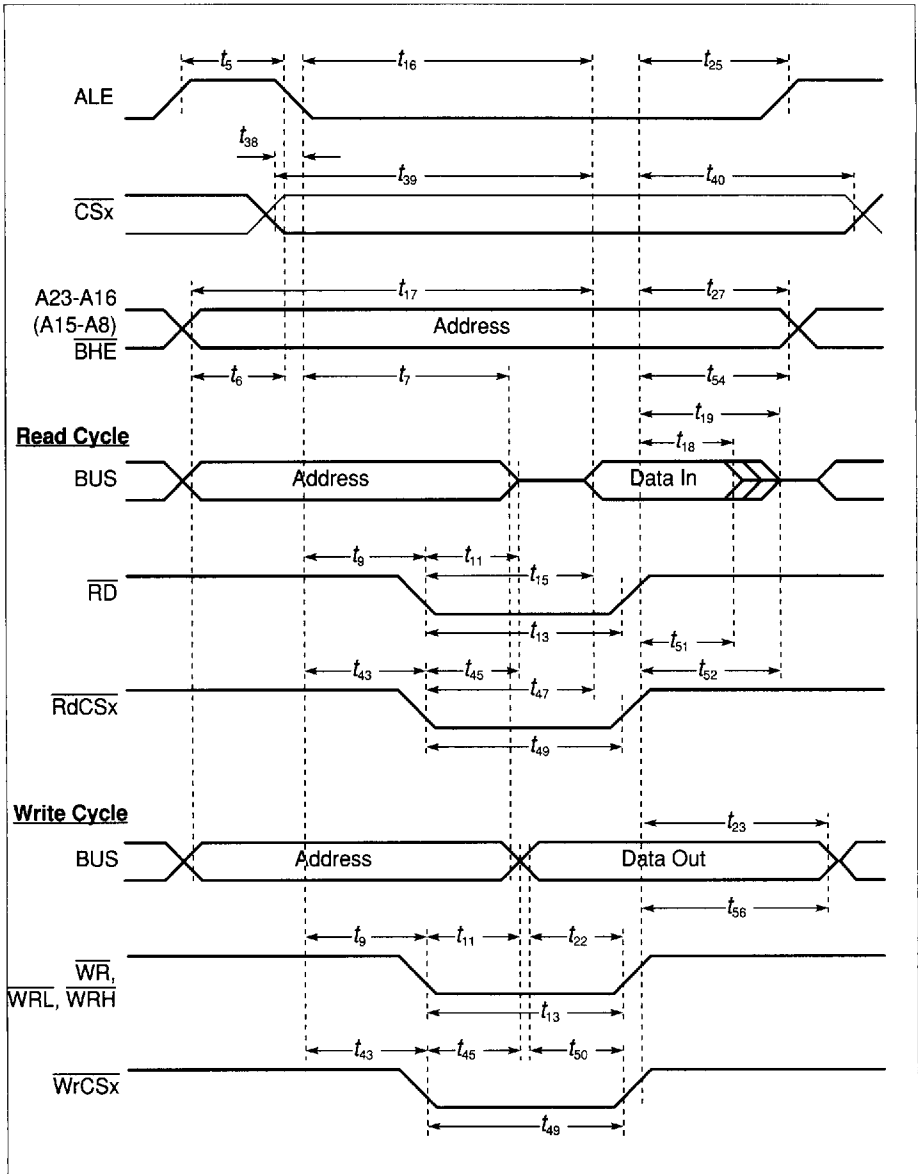 t5 t16 t25
ALE
t38
t39 t40
CSx
t17 t27
A23-A16
(A15-A8)
BHE
Address
t6 t7 t54
t19
Read Cycle
t18
BUS
Address
Data In
t9 t11
t15
RD
t13
t51
t43 t45 t52
t47
RdCSx
t49
Write Cycle
t23
BUS
Address
Data Out
t56
t9 t11 t22
WR,
WRL, WRH
t13
t43 t45 t50
WrCSx
t49